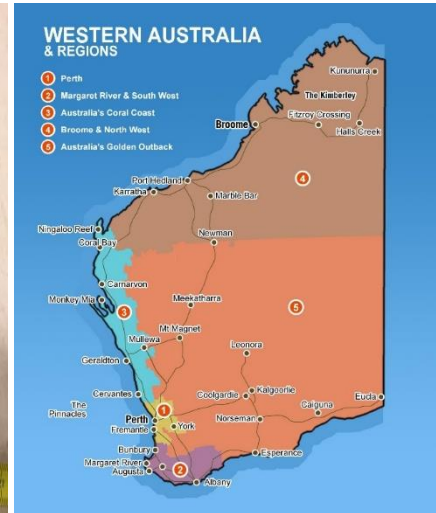 WESTERN AUSTRALIA
& REGIONS
1 Perth
2 Margaret River & South West
3 Australia's Coral Coast
4 Broome & North West
5 Australia's Golden Outback
Kununurra
The Kimberley
Broome
Fitzroy Crossing
Halls Creek
4
Port Hedland
Karratha
Marble Bar
Ningaloo Reef
Newman
Coral Bay
Carnarvon
Monkey Mia
Meekatharra
3
5
Mt Magnet
Mullewa
Leonora
Geraldton
Cervantes
Kalgoorlie
Coolgardie
Eucla
The
Pinnacles
1
Caiguna
Perth
Norseman
Fremantle
York
Bunbury
Esperance
Margaret River
2
Augusta
Albany